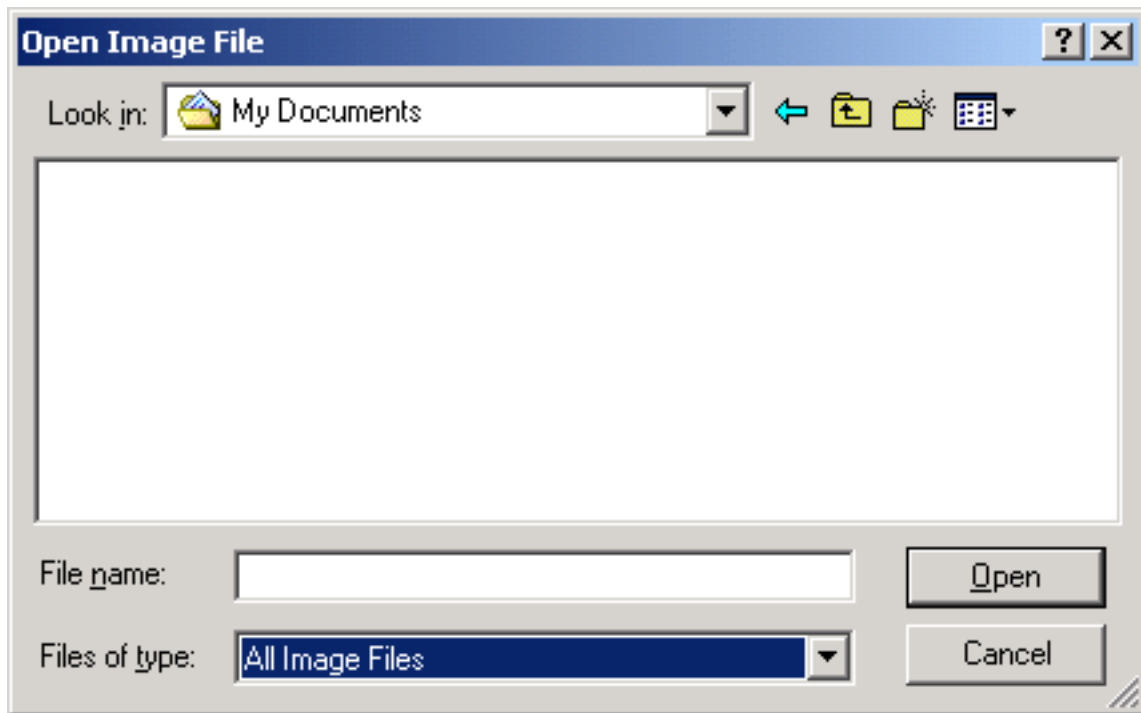 Open Image File
Look in: My Documents
File name:
Open
Files of type: All Image Files
Cancel